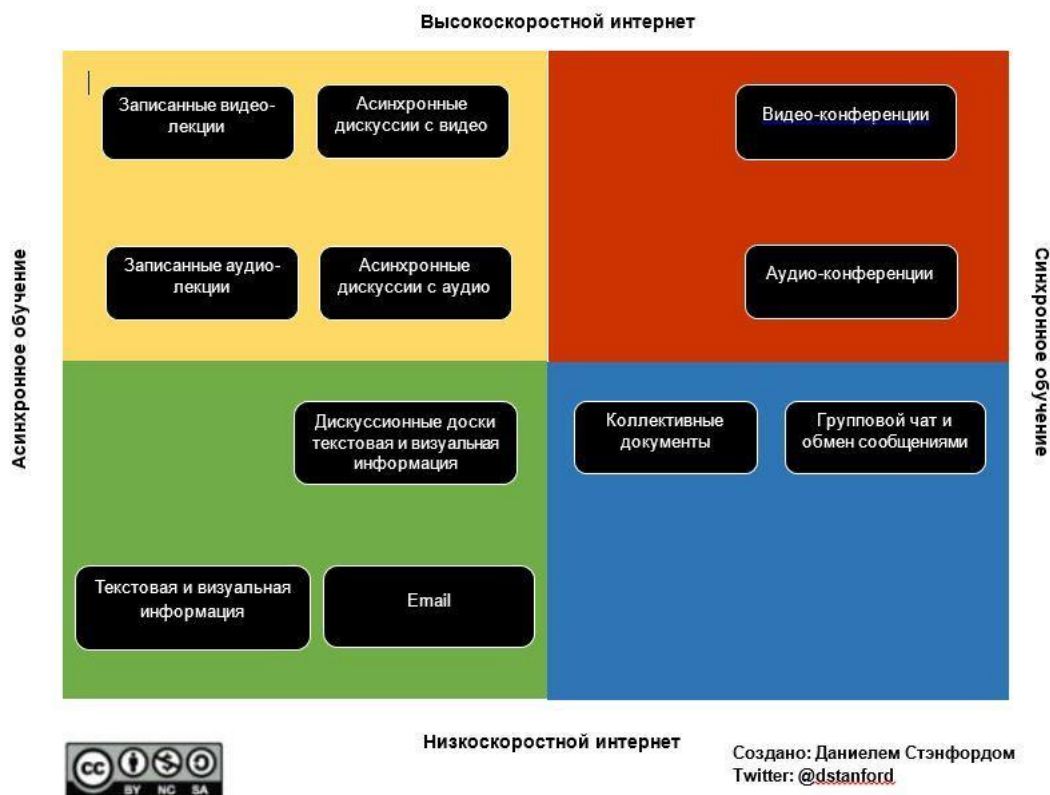 Высокоскоростной интернет
Записанные видео-
лекции
Асинхронные
дискуссии с видео
Видео-конференции
Записанные аудио-
лекции
Асинхронные
дискуссии с аудио
Аудио-конференции
Асинхронное обучение
Синхронное обучение
Дискуссионные доски
текстовая и визуальная
информация
Коллективные
документы
Групповой чат и
обмен сообщениями
Текстовая и визуальная
информация
Email
Низкоскоростной интернет
Создано: Даниелем Стэнфордом
Twitter: @dstanford
cc
BY NC SA